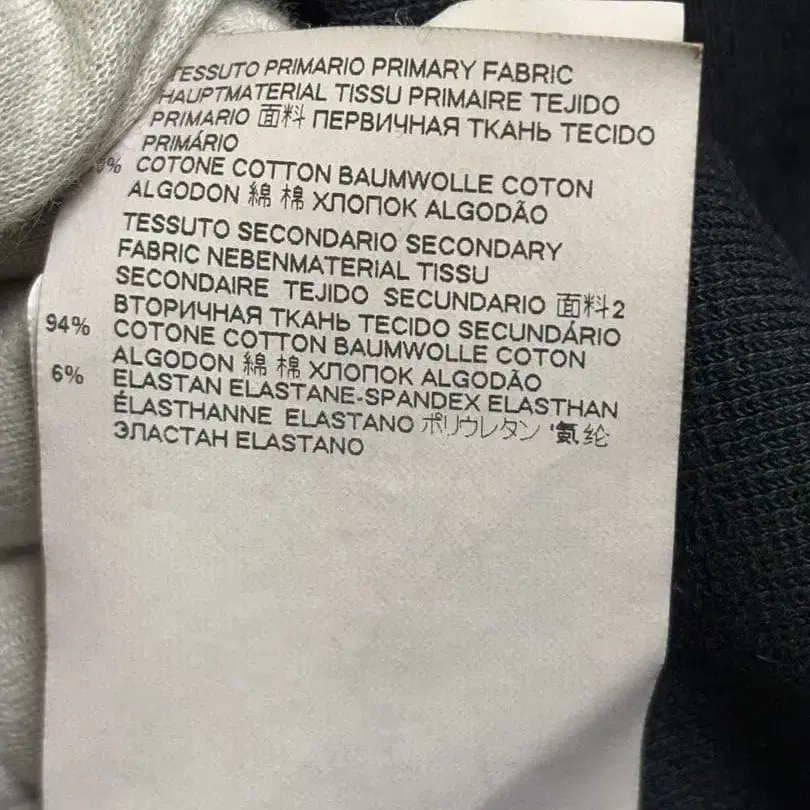 TESSUTO PRIMARIO PRIMARY FABRIC
HAUPTMATERIAL TISSU PRIMAIRE TEJIDO
PRIMARIO 面料 ПЕРВИЧНАЯ ТКАНЬ TECIDO
PRIMÁRIO
COTONE COTTON BAUMWOLLE COTON
ALGODON 綿 棉 ХЛОПОК ALGODÃO
TESSUTO SECONDARIO SECONDARY
FABRIC NEBENMATERIAL TISSU
SECONDAIRE TEJIDO SECUNDARIO 面料2
ВТОРИЧНАЯ ТКАНЬ TECIDO SECUNDÁRIO
94% COTONE COTTON BAUMWOLLE COTON
ALGODON 綿 棉 ХЛОПОК ALGODÃO
6% ELASTAN ELASTANE-SPANDEX ELASTHAN
ÉLASTHANNE ELASTANO ポリウレタン '氨纶
ЭЛАСТАН ELASTANO